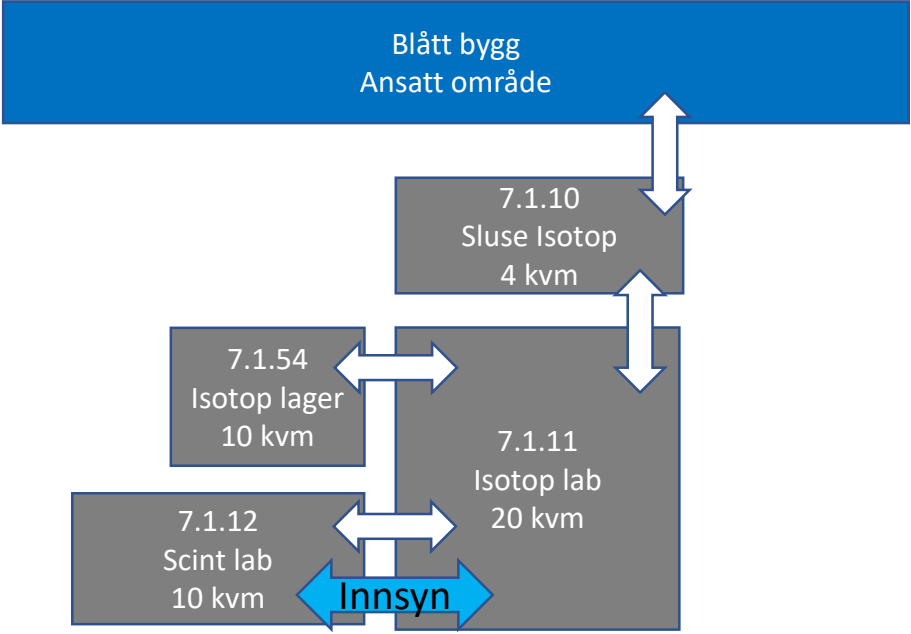 Blått bygg
Ansatt område
7.1.10
Sluse Isotop
4 kvm
7.1.54
Isotop lager
10 kvm
7.1.11
Isotop lab
20 kvm
7.1.12
Scint lab
10 kvm
Innsyn